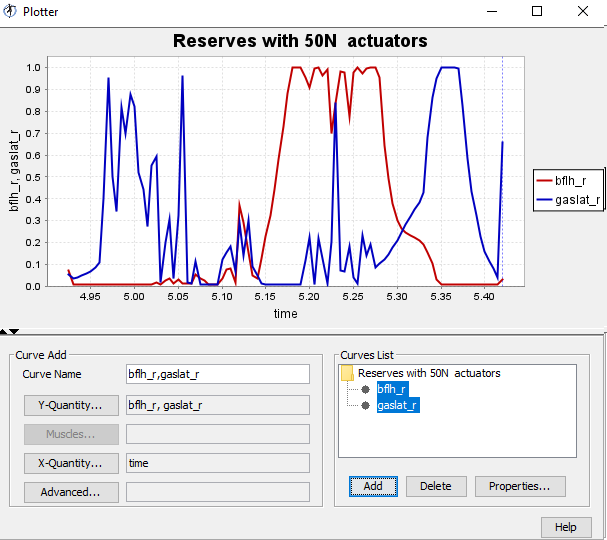 Plotter
Reserves with 50N  actuators
bflh_r, gaslat_r
1.0
0.9
0.8
0.7
0.6
0.5
0.4
0.3
0.2
0.1
0.0
4.95 5.00 5.05 5.10 5.15 5.20 5.25 5.30 5.35 5.40
time
bflh_r
gaslat_r
Curve Add
Curve Name bflh_r,gaslat_r
Y-Quantity... bflh_r, gaslat_r
Muscles...
X-Quantity... time
Advanced...
Curves List
Reserves with 50N  actuators
bflh_r
gaslat_r
Add Delete Properties...
Help